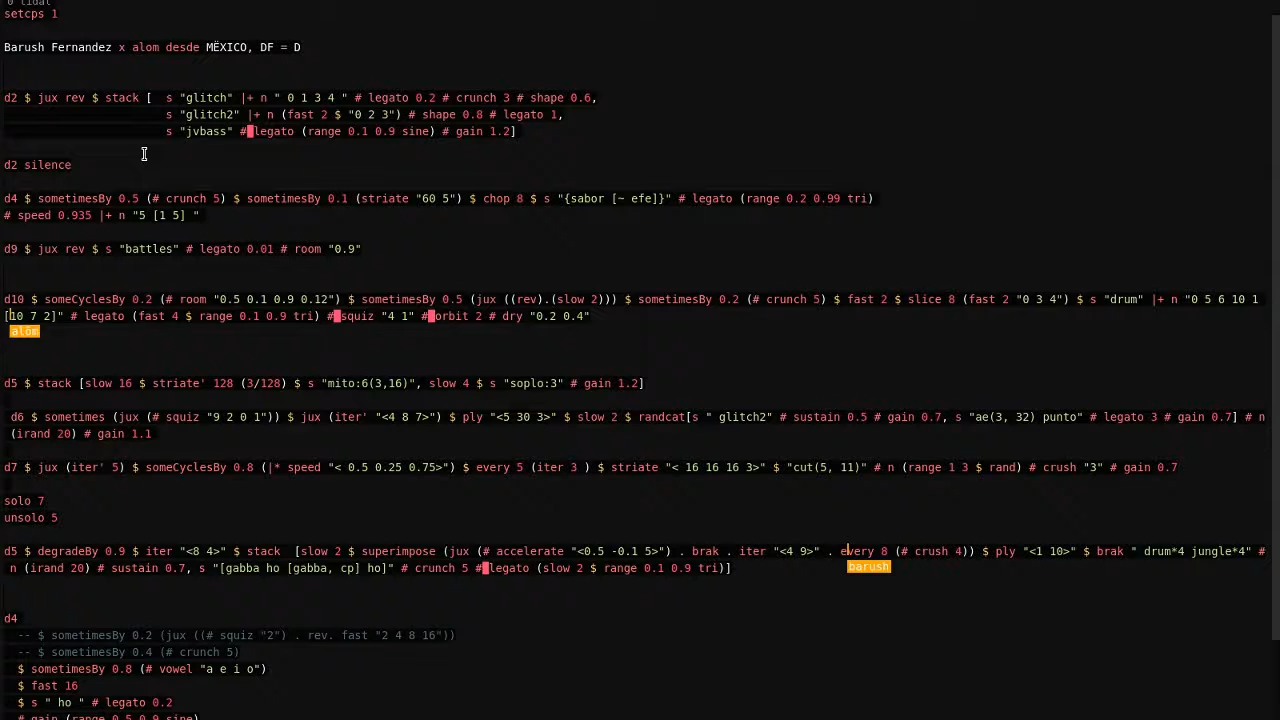 0 tidal
setcps 1
Barush Fernandez x alom desde MËXICO, DF = D
d2 $ jux rev $ stack [  s "glitch" |+ n " 0 1 3 4 " # legato 0.2 # crunch 3 # shape 0.6,
s "glitch2" |+ n (fast 2 $ "0 2 3") # shape 0.8 # legato 1,
s "jvbass" # legato (range 0.1 0.9 sine) # gain 1.2]
d2 silence
d4 $ sometimesBy 0.5 (# crunch 5) $ sometimesBy 0.1 (striate "60 5") $ chop 8 $ s "{sabor [~ efe]}" # legato (range 0.2 0.99 tri)
# speed 0.935 |+ n "5 [1 5] "
d9 $ jux rev $ s "battles" # legato 0.01 # room "0.9"
d10 $ someCyclesBy 0.2 (# room "0.5 0.1 0.9 0.12") $ sometimesBy 0.5 (jux ((rev).(slow 2))) $ sometimesBy 0.2 (# crunch 5) $ fast 2 $ slice 8 (fast 2 "0 3 4") $ s "drum" |+ n "0 5 6 10 1
[10 7 2]" # legato (fast 4 $ range 0.1 0.9 tri) # squiz "4 1" # orbit 2 # dry "0.2 0.4"
alom
d5 $ stack [slow 16 $ striate' 128 (3/128) $ s "mito:6(3,16)", slow 4 $ s "soplo:3" # gain 1.2]
d6 $ sometimes (jux (# squiz "9 2 0 1")) $ jux (iter' "<4 8 7>") $ ply "<5 30 3>" $ slow 2 $ randcat[s " glitch2" # sustain 0.5 # gain 0.7, s "ae(3, 32) punto" # legato 3 # gain 0.7] # n
(irand 20) # gain 1.1
d7 $ jux (iter' 5) $ someCyclesBy 0.8 (|* speed "< 0.5 0.25 0.75>") $ every 5 (iter 3 ) $ striate "< 16 16 16 3>" $ "cut(5, 11)" # n (range 1 3 $ rand) # crush "3" # gain 0.7
solo 7
unsolo 5
d5 $ degradeBy 0.9 $ iter "<8 4>" $ stack  [slow 2 $ superimpose (jux (# accelerate "<0.5 -0.1 5>") . brak . iter "<4 9>" . every 8 (# crush 4)) $ ply "<1 10>" $ brak " drum*4 jungle*4" #
n (irand 20) # sustain 0.7, s "[gabba ho [gabba, cp] ho]" # crunch 5 # legato (slow 2 $ range 0.1 0.9 tri)]
barush
d4
-- $ sometimesBy 0.2 (jux ((# squiz "2") . rev. fast "2 4 8 16"))
-- $ sometimesBy 0.4 (# crunch 5)
$ sometimesBy 0.8 (# vowel "a e i o")
$ fast 16
$ s " ho " # legato 0.2
# gain (range 0.5 0.9 sine)